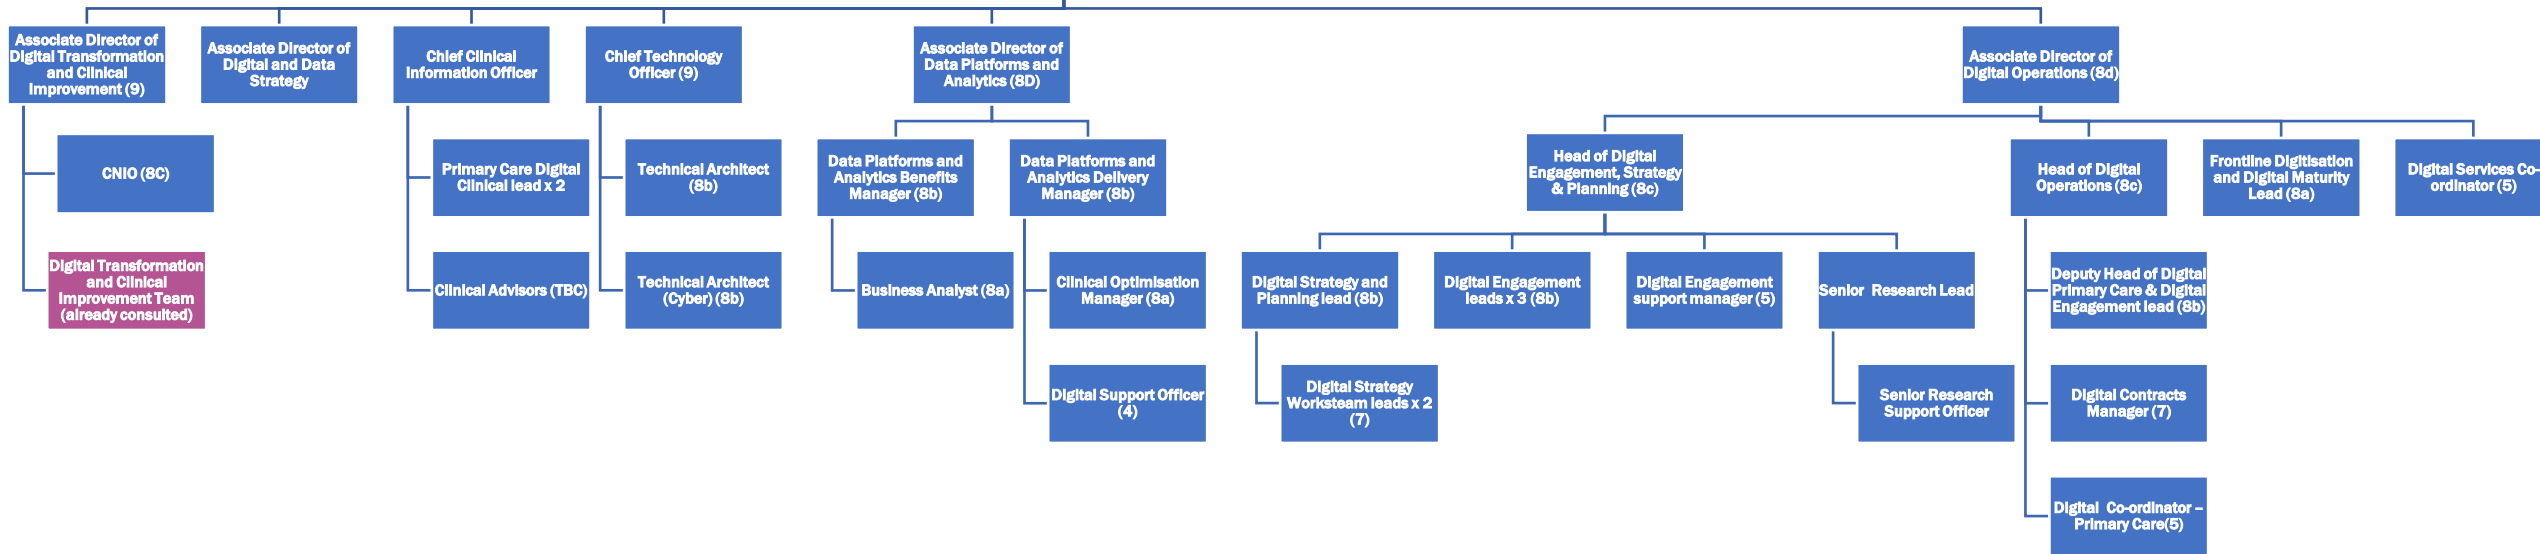 Associate Director of
Digital Transformation
and Clinical
Improvement (9)
Associate Director of
Digital and Data
Strategy
Chief Clinical
Information Officer
Chief Technology
Officer (9)
Associate Director of
Data Platforms and
Analytics (8D)
Associate Director of
Digital Operations (8d)
CNIO (8C)
Primary Care Digital
Clinical lead x 2
Technical Architect
(8b)
Data Platforms and
Analytics Benefits
Manager (8b)
Data Platforms and
Analytics Delivery
Manager (8b)
Head of Digital
Engagement, Strategy
& Planning (8c)
Head of Digital
Operations (8c)
Frontline Digitisation
and Digital Maturity
Lead (8a)
Digital Services Co-
ordinator (5)
Digital Transformation
and Clinical
Improvement Team
(already consulted)
Clinical Advisors (TBC)
Technical Architect
(Cyber) (8b)
Business Analyst (8a)
Clinical Optimisation
Manager (8a)
Digital Strategy and
Planning lead (8b)
Digital Engagement
leads x 3 (8b)
Digital Engagement
support manager (5)
Senior  Research Lead
Deputy Head of Digital
Primary Care & Digital
Engagement lead (8b)
Digital Support Officer
(4)
Digital Strategy
Worksteam leads x 2
(7)
Senior Research
Support Officer
Digital Contracts
Manager (7)
Digital  Co-ordinator –
Primary Care(5)